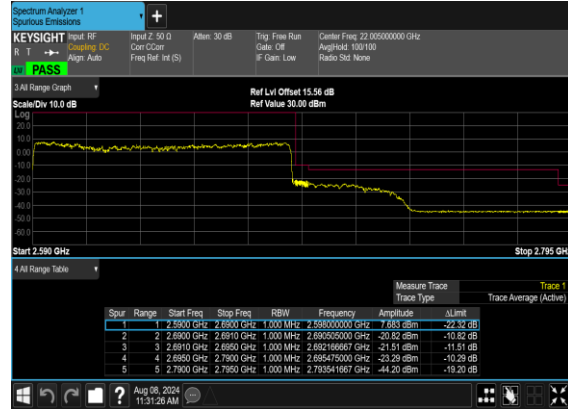 Spectrum Analyzer 1
Spurious Emissions
KEYSIGHT Input: RF Input Z: 50 Ω Atten: 30 dB Trig: Free Run Center Freq: 22.005000000 GHz
R T Coupling: DC Corr CCorr Gate: Off Avg|Hold: 100/100
Align: Auto Freq Ref: Int (S) IF Gain: Low Radio Std: None
PASS
3 All Range Graph
Ref Lvl Offset 15.56 dB
Scale/Div 10.0 dB Ref Value 30.00 dBm
Log
20.0
10.0
0.00
-10.0
-20.0
-30.0
-40.0
-50.0
-60.0
Start 2.590 GHz Stop 2.795 GHz
4 All Range Table
Measure Trace Trace 1
Trace Type Trace Average (Active)
Spur Range Start Freq Stop Freq RBW Frequency Amplitude ΔLimit
1 1 2.5900 GHz 2.6900 GHz 1.000 MHz 2.598000000 GHz 7.683 dBm -22.32 dB
2 2 2.6900 GHz 2.6910 GHz 1.000 MHz 2.690505000 GHz -20.82 dBm -10.82 dB
3 3 2.6910 GHz 2.6950 GHz 1.000 MHz 2.692166667 GHz -21.51 dBm -11.51 dB
4 4 2.6950 GHz 2.7900 GHz 1.000 MHz 2.695475000 GHz -23.29 dBm -10.29 dB
5 5 2.7900 GHz 2.7950 GHz 1.000 MHz 2.793541667 GHz -44.20 dBm -19.20 dB
? Aug 08, 2024
11:31:26 AM